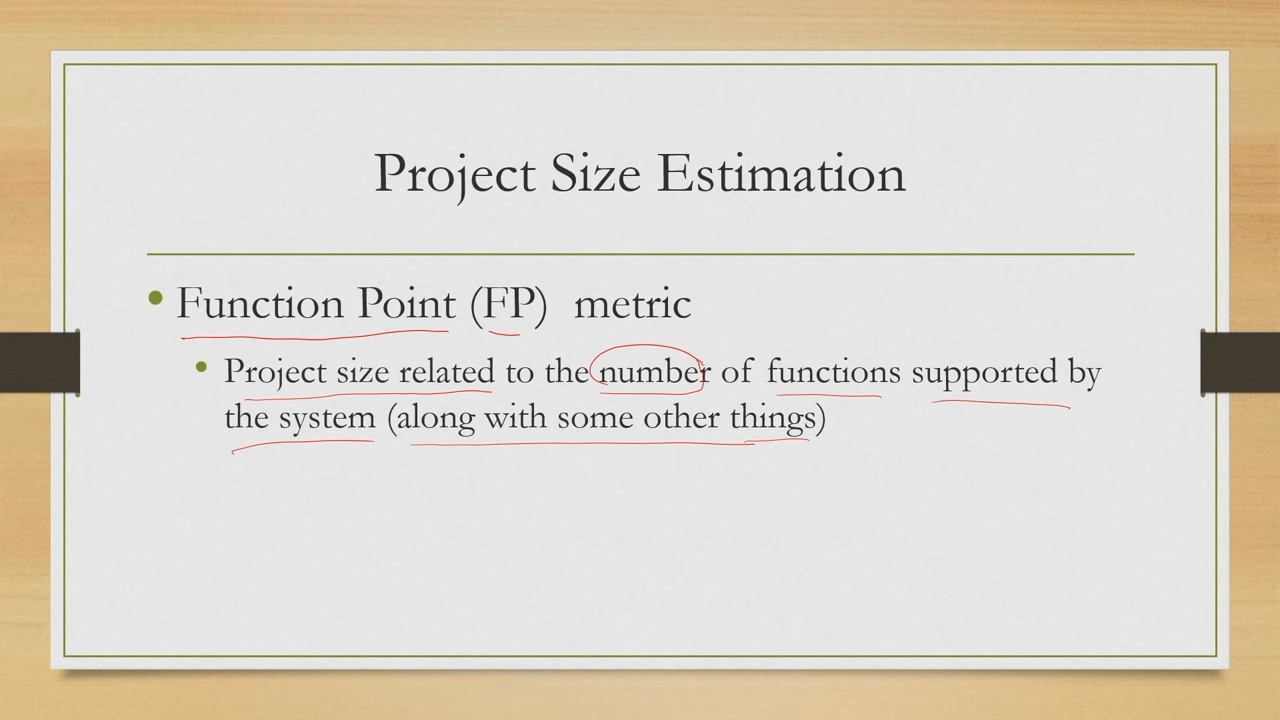 Project Size Estimation
• Function Point (FP) metric
• Project size related to the number of functions supported by
the system (along with some other things)